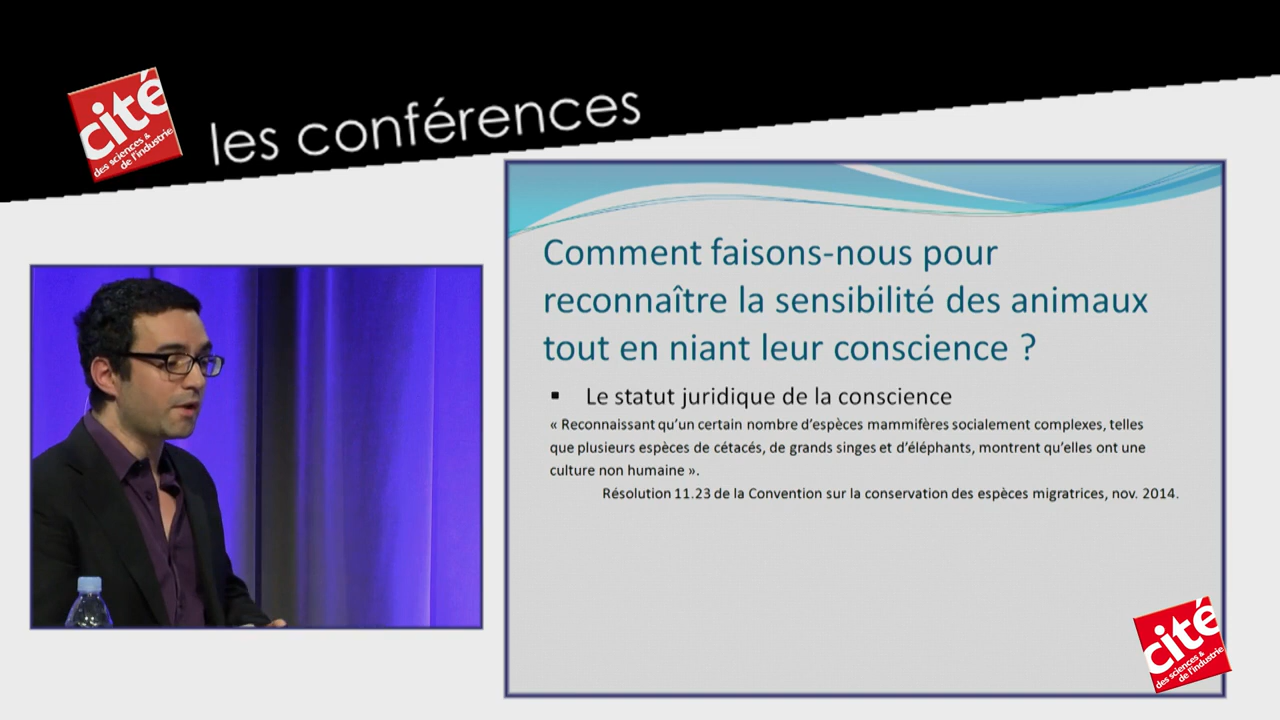 cité
des sciences &
de l'industrie
les conférences
Comment faisons-nous pour
reconnaître la sensibilité des animaux
tout en niant leur conscience ?
▪ Le statut juridique de la conscience
« Reconnaissant qu'un certain nombre d'espèces mammifères socialement complexes, telles
que plusieurs espèces de cétacés, de grands singes et d'éléphants, montrent qu'elles ont une
culture non humaine ».
Résolution 11.23 de la Convention sur la conservation des espèces migratrices, nov. 2014.
cité
des sciences &
de l'industrie